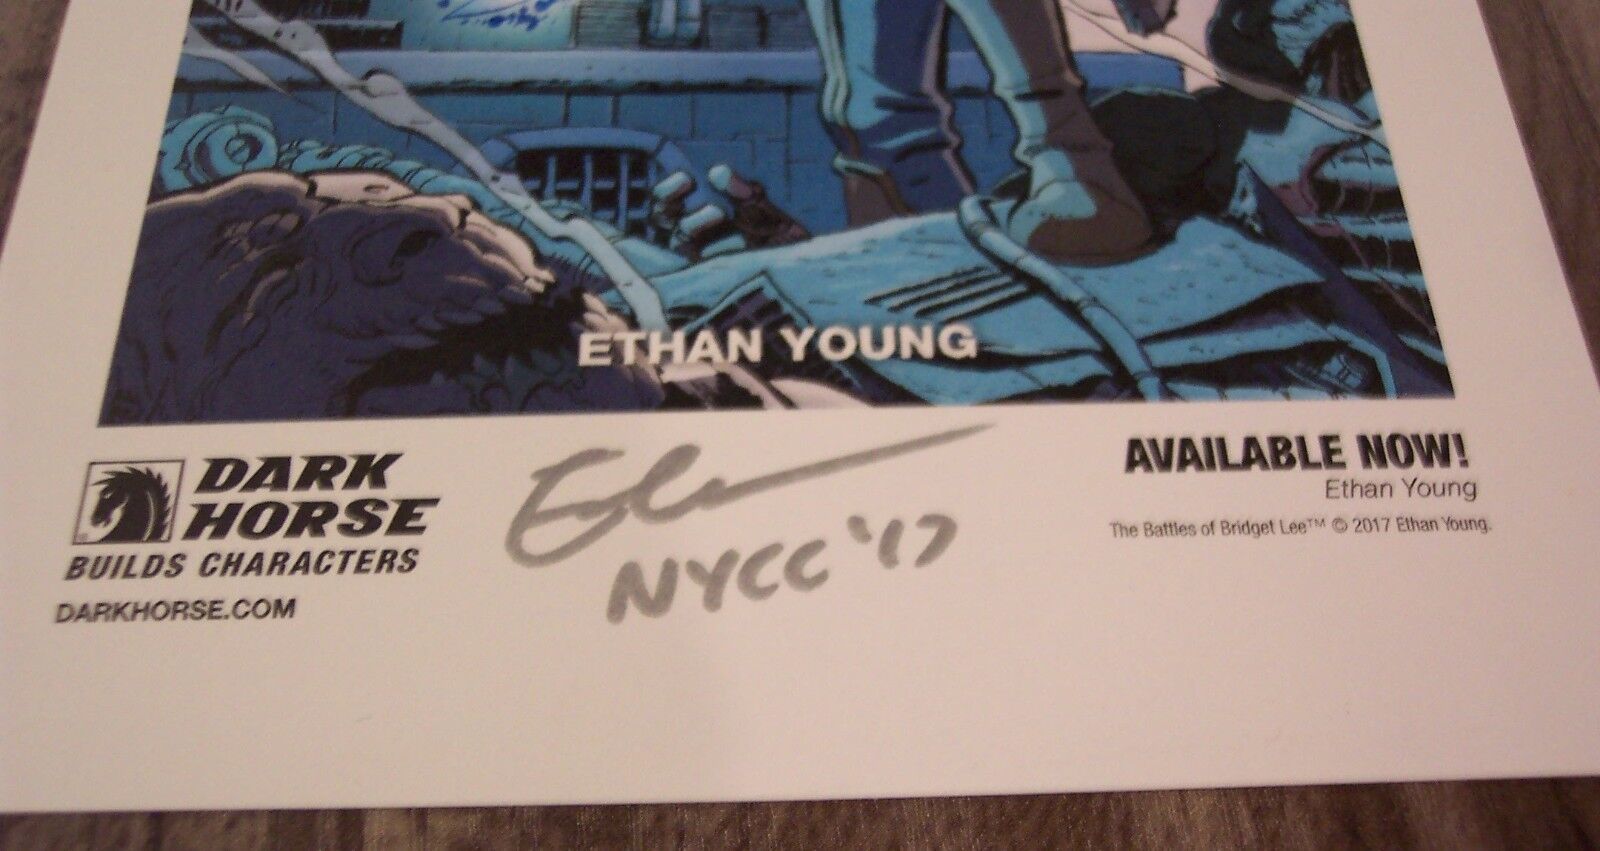 ETHAN YOUNG
DARK
HORSE
BUILDS CHARACTERS
DARKHORSE.COM
NYCC '17
AVAILABLE NOW!
Ethan Young
The Battles of Bridget Lee™ © 2017 Ethan Young.